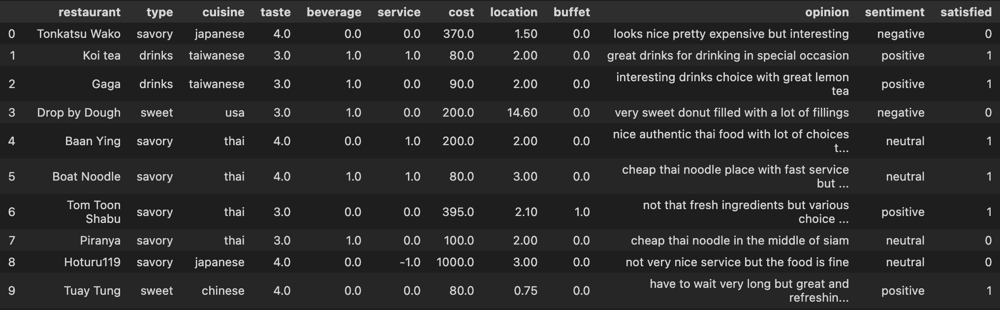 restaurant type cuisine taste beverage service cost location buffet opinion sentiment satisfied
0 Tonkatsu Wako savory japanese 4.0 0.0 0.0 370.0 1.50 0.0 looks nice pretty expensive but interesting negative 0
1 Koi tea drinks taiwanese 3.0 1.0 1.0 80.0 2.00 0.0 great drinks for drinking in special occasion positive 1
2 Gaga drinks taiwanese 3.0 1.0 0.0 90.0 2.00 0.0 interesting drinks choice with great lemon
tea positive 1
3 Drop by Dough sweet usa 3.0 1.0 0.0 200.0 14.60 0.0 very sweet donut filled with a lot of fillings negative 0
4 Baan Ying savory thai 4.0 0.0 1.0 200.0 2.00 0.0 nice authentic thai food with lot of choices
t... neutral 1
5 Boat Noodle savory thai 4.0 1.0 1.0 80.0 3.00 0.0 cheap thai noodle place with fast service
but ... neutral 1
6 Tom Toon
Shabu savory thai 3.0 0.0 0.0 395.0 2.10 1.0 not that fresh ingredients but various
choice ... positive 1
7 Piranya savory thai 3.0 1.0 0.0 100.0 2.00 0.0 cheap thai noodle in the middle of siam neutral 0
8 Hoturu119 savory japanese 4.0 0.0 -1.0 1000.0 3.00 0.0 not very nice service but the food is fine neutral 0
9 Tuay Tung sweet chinese 4.0 0.0 0.0 80.0 0.75 0.0 have to wait very long but great and
refreshin... positive 1